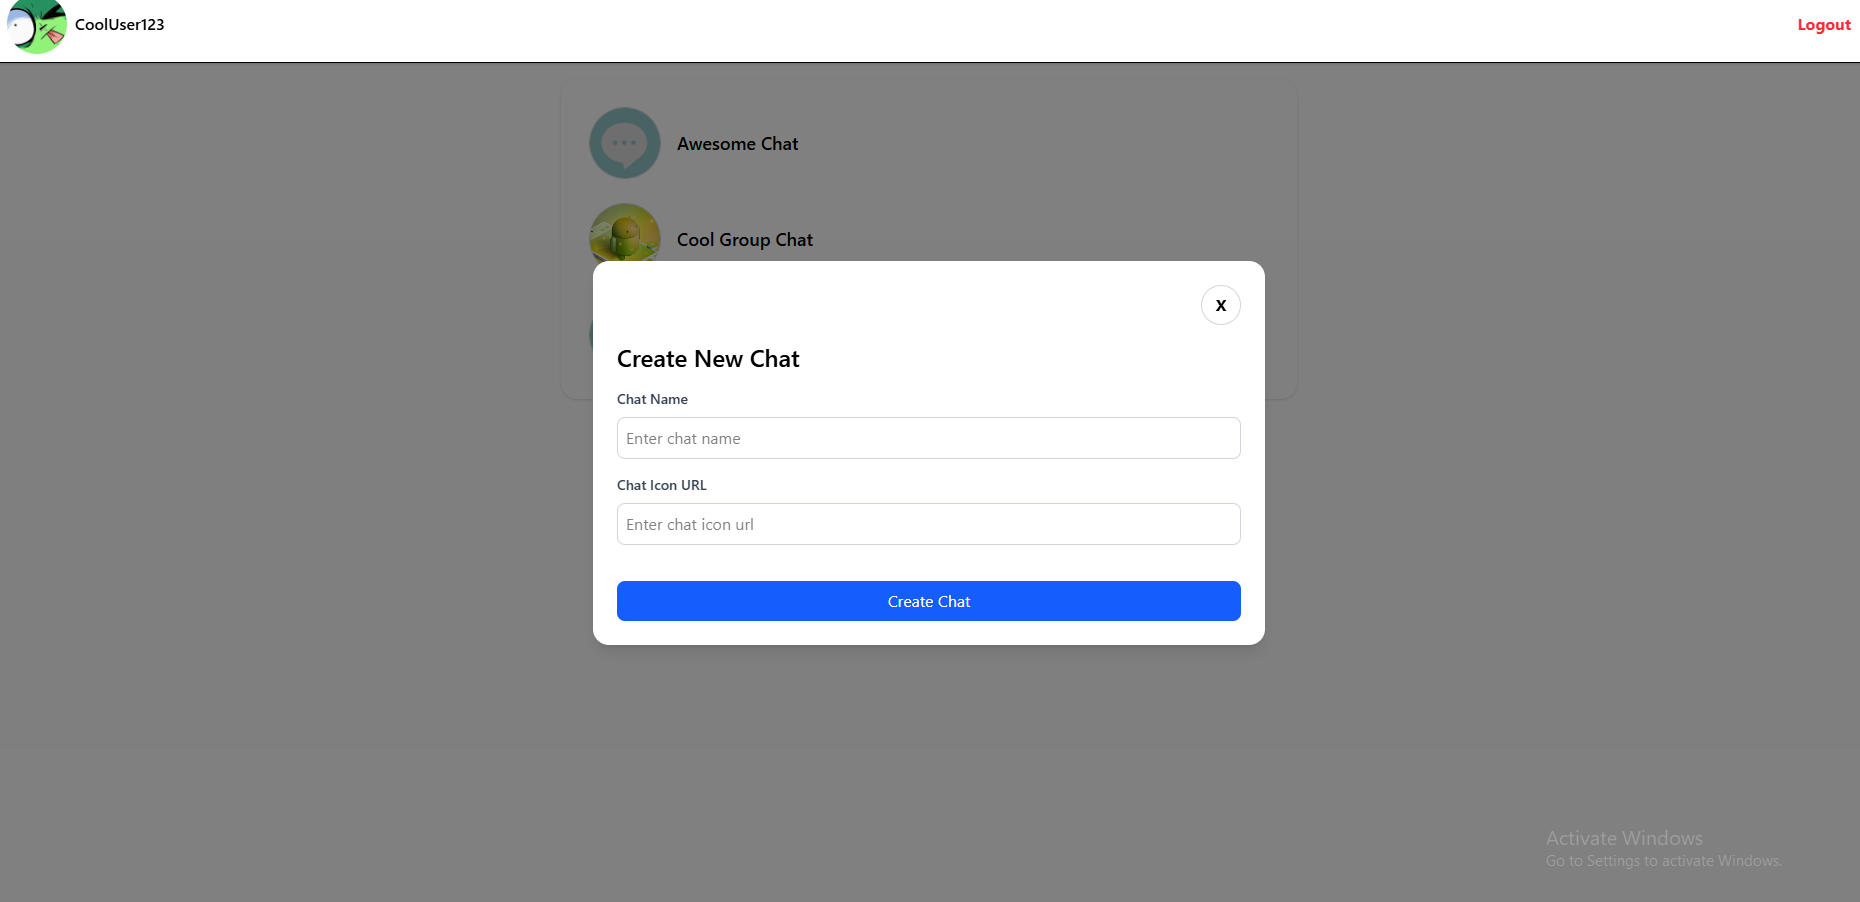 CoolUser123
Logout
Awesome Chat
Cool Group Chat
X
Create New Chat
Chat Name
Enter chat name
Chat Icon URL
Enter chat icon url
Create Chat
Activate Windows
Go to Settings to activate Windows.